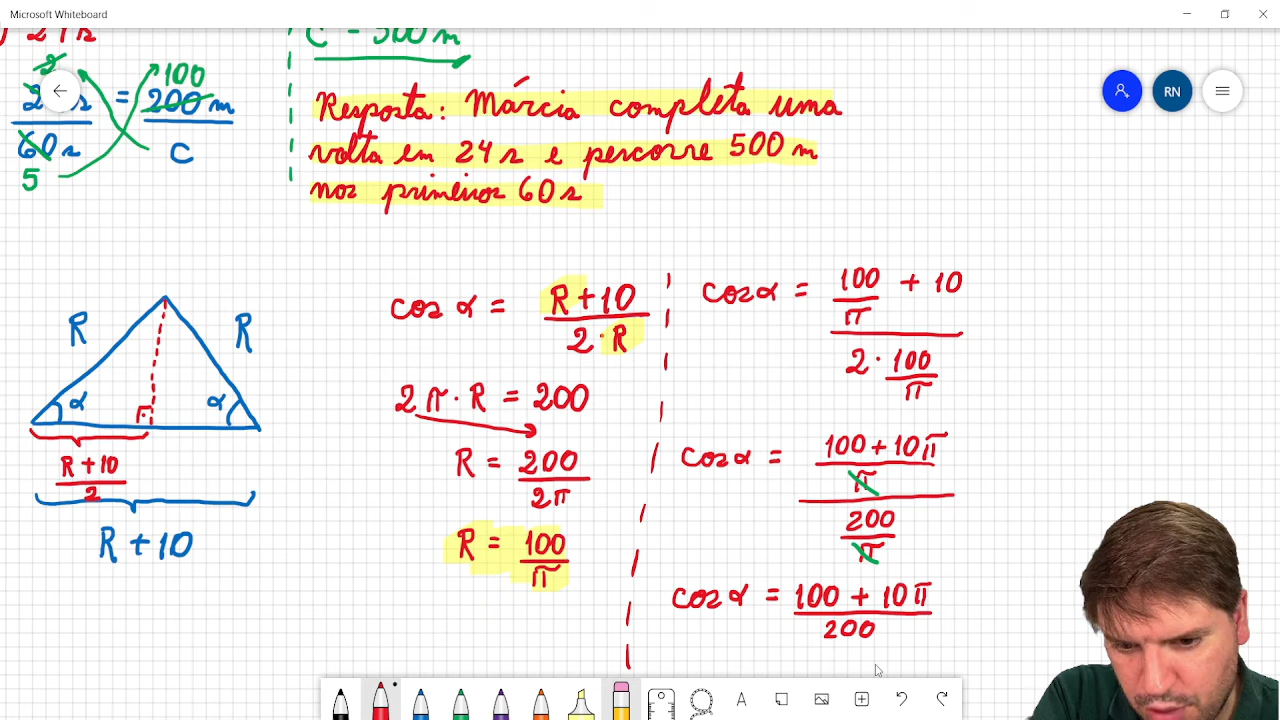 Microsoft Whiteboard
C = 500 m
100
= 200 m
60 s
C
5
Resposta: Márcia completa uma
volta em 24 s e percorre 500 m
nos primeiros 60 s
RN
R
R
α
α
R + 10
2
R + 10
cos α = R + 10
2 · R
2π · R = 200
R = 200
2π
R = 100
π
cos α = 100 + 10
π
2 · 100
π
cos α = 100 + 10π
π
200
π
cos α = 100 + 10π
200